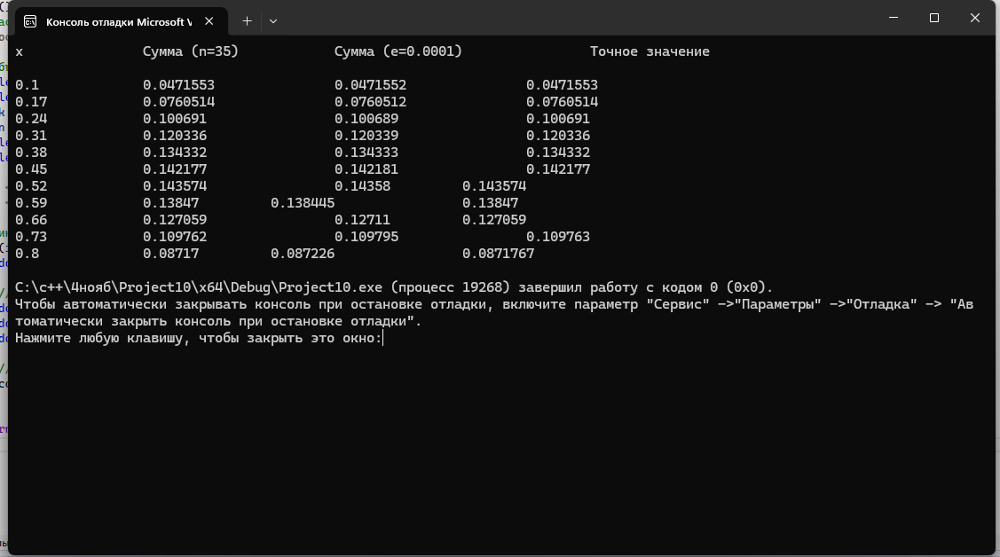 Консоль отладки Microsoft V
x Сумма (n=35) Сумма (e=0.0001) Точное значение
0.1 0.0471553 0.0471552 0.0471553
0.17 0.0760514 0.0760512 0.0760514
0.24 0.100691 0.100689 0.100691
0.31 0.120336 0.120339 0.120336
0.38 0.134332 0.134333 0.134332
0.45 0.142177 0.142181 0.142177
0.52 0.143574 0.14358 0.143574
0.59 0.13847 0.138445 0.13847
0.66 0.127059 0.12711 0.127059
0.73 0.109762 0.109795 0.109763
0.8 0.08717 0.087226 0.0871767
C:\c++\4нояб\Project10\x64\Debug\Project10.exe (процесс 19268) завершил работу с кодом 0 (0x0).
Чтобы автоматически закрывать консоль при остановке отладки, включите параметр "Сервис" ->"Параметры" ->"Отладка" -> "Ав
томатически закрыть консоль при остановке отладки".
Нажмите любую клавишу, чтобы закрыть это окно: